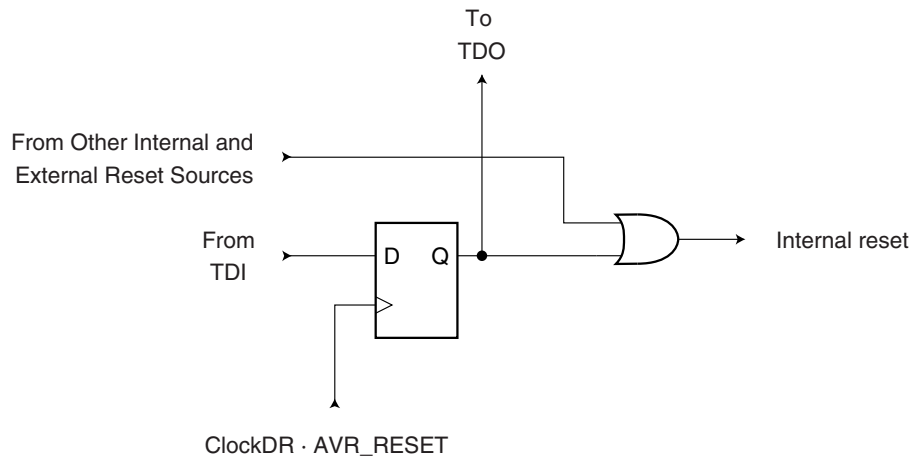 To
TDO
From Other Internal and
External Reset Sources
From
TDI
D
Q
Internal reset
ClockDR · AVR_RESET